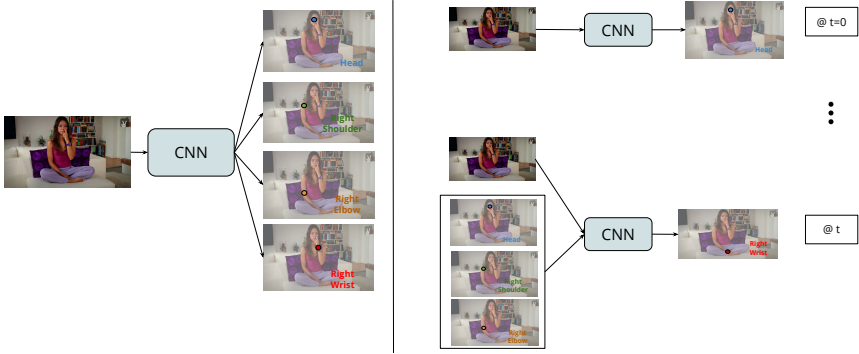 CNN
Head
Right
Shoulder
Right
Elbow
Right
Wrist
CNN
Head
@ t=0
Head
Right
Shoulder
Right
Elbow
CNN
Right
Wrist
@ t